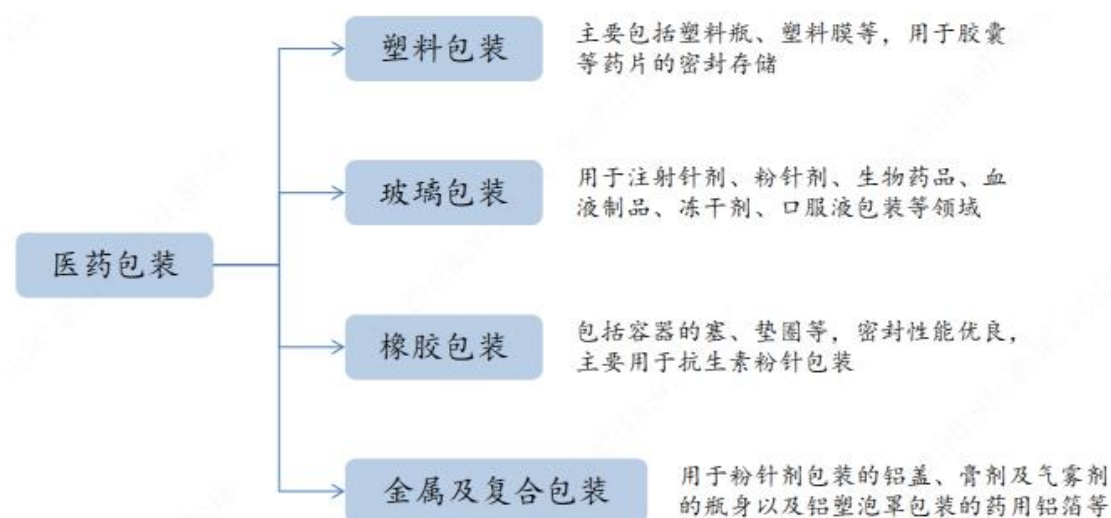 塑料包装
主要包括塑料瓶、塑料膜等，用于胶囊
等药片的密封存储
玻璃包装
用于注射针剂、粉针剂、生物药品、血
液制品、冻干剂、口服液包装等领域
医药包装
橡胶包装
包括容器的塞、垫圈等，密封性能优良，
主要用于抗生素粉针包装
金属及复合包装
用于粉针剂包装的铝盖、膏剂及气雾剂
的瓶身以及铝塑泡罩包装的药用铝箔等